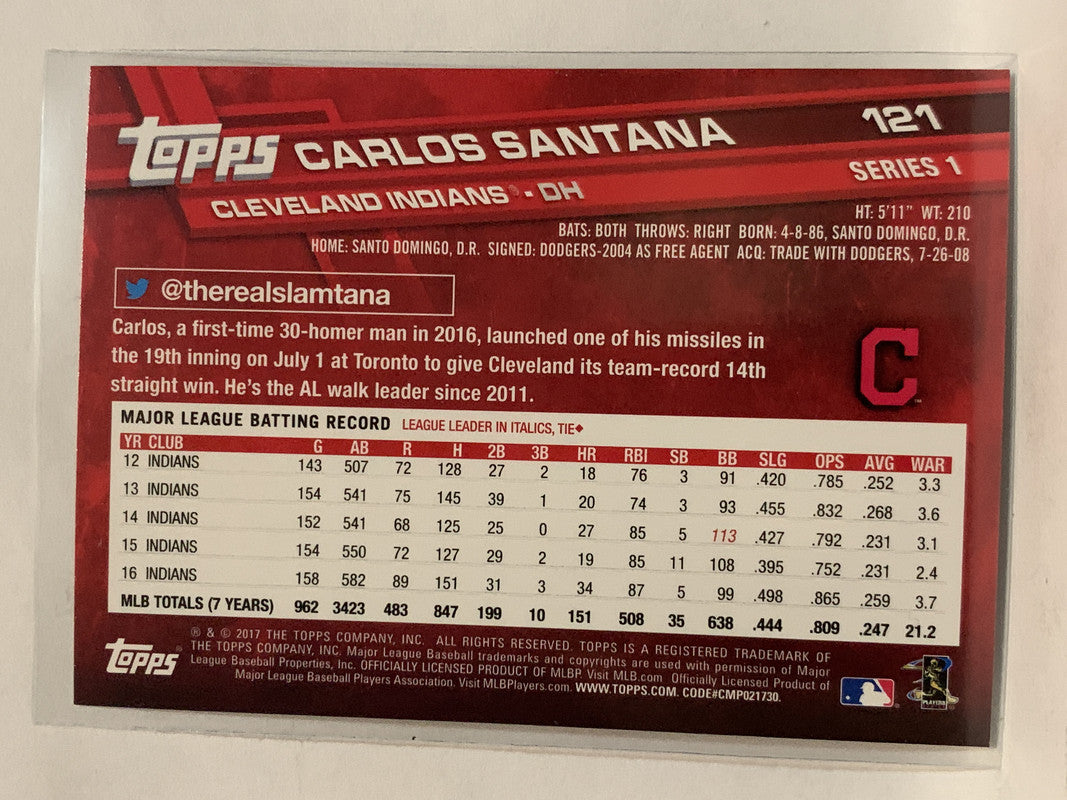 topps CARLOS SANTANA 121
CLEVELAND INDIANS® - DH SERIES 1
HT: 5'11" WT: 210
BATS: BOTH THROWS: RIGHT BORN: 4-8-86, SANTO DOMINGO, D.R.
HOME: SANTO DOMINGO, D.R. SIGNED: DODGERS-2004 AS FREE AGENT ACQ: TRADE WITH DODGERS, 7-26-08
@therealslamtana
Carlos, a first-time 30-homer man in 2016, launched one of his missiles in
the 19th inning on July 1 at Toronto to give Cleveland its team-record 14th
straight win. He's the AL walk leader since 2011.
C™
MAJOR LEAGUE BATTING RECORD LEAGUE LEADER IN ITALICS, TIE◆
YR CLUB G AB R H 2B 3B HR RBI SB BB SLG OPS AVG WAR
12 INDIANS 143 507 72 128 27 2 18 76 3 91 .420 .785 .252 3.3
13 INDIANS 154 541 75 145 39 1 20 74 3 93 .455 .832 .268 3.6
14 INDIANS 152 541 68 125 25 0 27 85 5 113 .427 .792 .231 3.1
15 INDIANS 154 550 72 127 29 2 19 85 11 108 .395 .752 .231 2.4
16 INDIANS 158 582 89 151 31 3 34 87 5 99 .498 .865 .259 3.7
MLB TOTALS (7 YEARS) 962 3423 483 847 199 10 151 508 35 638 .444 .809 .247 21.2
® & © 2017 THE TOPPS COMPANY, INC. ALL RIGHTS RESERVED. TOPPS IS A REGISTERED TRADEMARK OF
THE TOPPS COMPANY, INC. Major League Baseball trademarks and copyrights are used with permission of Major
League Baseball Properties, Inc. OFFICIALLY LICENSED PRODUCT OF MLBP. Visit MLB.com Officially Licensed Product of
Major League Baseball Players Association. Visit MLBPlayers.com. WWW.TOPPS.COM. CODE#CMP021730.
topps®
PLAYERS